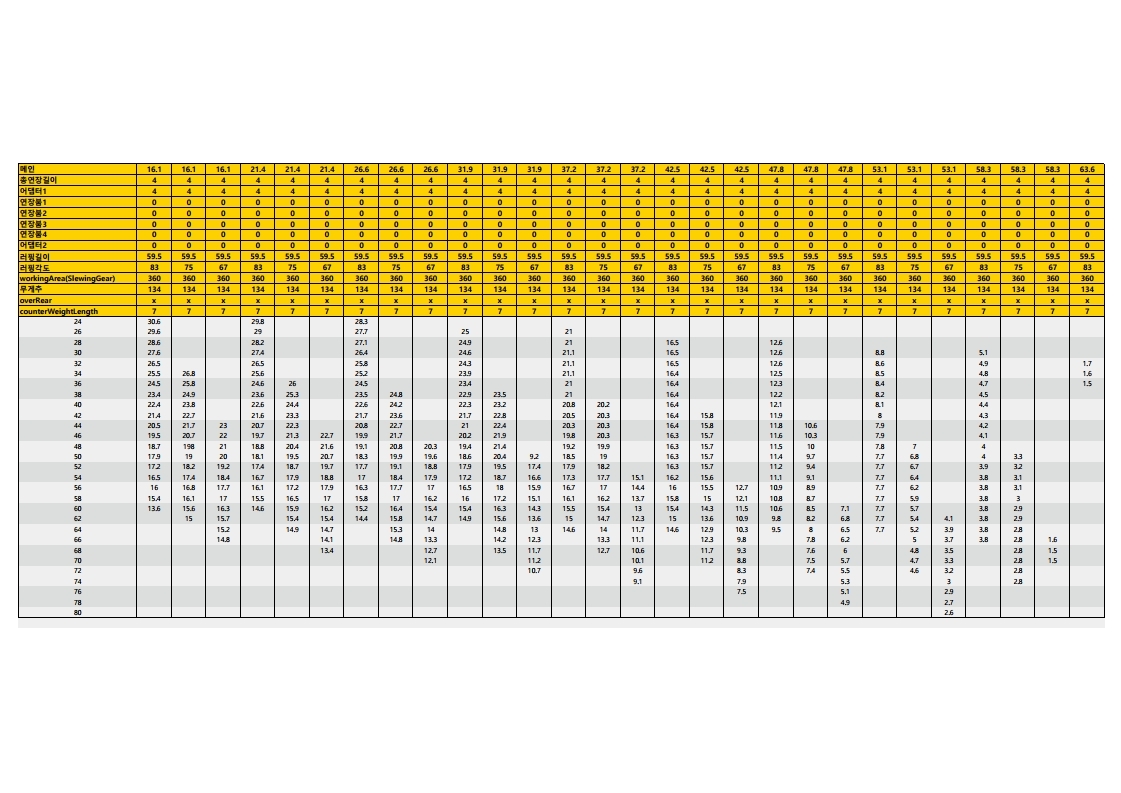 메인 16.1 16.1 16.1 21.4 21.4 21.4 26.6 26.6 26.6 31.9 31.9 31.9 37.2 37.2 37.2 42.5 42.5 42.5 47.8 47.8 47.8 53.1 53.1 53.1 58.3 58.3 58.3 63.6
총연장길이 4 4 4 4 4 4 4 4 4 4 4 4 4 4 4 4 4 4 4 4 4 4 4 4 4 4 4 4
어댑터1 4 4 4 4 4 4 4 4 4 4 4 4 4 4 4 4 4 4 4 4 4 4 4 4 4 4 4 4
연장붐1 0 0 0 0 0 0 0 0 0 0 0 0 0 0 0 0 0 0 0 0 0 0 0 0 0 0 0 0
연장붐2 0 0 0 0 0 0 0 0 0 0 0 0 0 0 0 0 0 0 0 0 0 0 0 0 0 0 0 0
연장붐3 0 0 0 0 0 0 0 0 0 0 0 0 0 0 0 0 0 0 0 0 0 0 0 0 0 0 0 0
연장붐4 0 0 0 0 0 0 0 0 0 0 0 0 0 0 0 0 0 0 0 0 0 0 0 0 0 0 0 0
어댑터2 0 0 0 0 0 0 0 0 0 0 0 0 0 0 0 0 0 0 0 0 0 0 0 0 0 0 0 0
러핑길이 59.5 59.5 59.5 59.5 59.5 59.5 59.5 59.5 59.5 59.5 59.5 59.5 59.5 59.5 59.5 59.5 59.5 59.5 59.5 59.5 59.5 59.5 59.5 59.5 59.5 59.5 59.5 59.5
러핑각도 83 75 67 83 75 67 83 75 67 83 75 67 83 75 67 83 75 67 83 75 67 83 75 67 83 75 67 83
workingArea(SlewingGear) 360 360 360 360 360 360 360 360 360 360 360 360 360 360 360 360 360 360 360 360 360 360 360 360 360 360 360 360
무게추 134 134 134 134 134 134 134 134 134 134 134 134 134 134 134 134 134 134 134 134 134 134 134 134 134 134 134 134
overRear x x x x x x x x x x x x x x x x x x x x x x x x x x x x
counterWeightLength 7 7 7 7 7 7 7 7 7 7 7 7 7 7 7 7 7 7 7 7 7 7 7 7 7 7 7 7
24 30.6 29.8 28.3
26 29.6 29 27.7 25 21
28 28.6 28.2 27.1 24.9 21 16.5 12.6
30 27.6 27.4 26.4 24.6 21.1 16.5 12.6 8.8 5.1
32 26.5 26.5 25.8 24.3 21.1 16.5 12.6 8.6 4.9 1.7
34 25.5 26.8 25.6 25.2 23.9 21.1 16.4 12.5 8.5 4.8 1.6
36 24.5 25.8 24.6 26 24.5 23.4 21 16.4 12.3 8.4 4.7 1.5
38 23.4 24.9 23.6 25.3 23.5 24.8 22.9 23.5 21 16.4 12.2 8.2 4.5
40 22.4 23.8 22.6 24.4 22.6 24.2 22.3 23.2 20.8 20.2 16.4 12.1 8.1 4.4
42 21.4 22.7 21.6 23.3 21.7 23.6 21.7 22.8 20.5 20.3 16.4 15.8 11.9 8 4.3
44 20.5 21.7 23 20.7 22.3 20.8 22.7 21 22.4 20.3 20.3 16.4 15.8 11.8 10.6 7.9 4.2
46 19.5 20.7 22 19.7 21.3 22.7 19.9 21.7 20.2 21.9 19.8 20.3 16.3 15.7 11.6 10.3 7.9 4.1
48 18.7 198 21 18.8 20.4 21.6 19.1 20.8 20.3 19.4 21.4 19.2 19.9 16.3 15.7 11.5 10 7.8 7 4
50 17.9 19 20 18.1 19.5 20.7 18.3 19.9 19.6 18.6 20.4 9.2 18.5 19 16.3 15.7 11.4 9.7 7.7 6.8 4 3.3
52 17.2 18.2 19.2 17.4 18.7 19.7 17.7 19.1 18.8 17.9 19.5 17.4 17.9 18.2 16.3 15.7 11.2 9.4 7.7 6.7 3.9 3.2
54 16.5 17.4 18.4 16.7 17.9 18.8 17 18.4 17.9 17.2 18.7 16.6 17.3 17.7 15.1 16.2 15.6 11.1 9.1 7.7 6.4 3.8 3.1
56 16 16.8 17.7 16.1 17.2 17.9 16.3 17.7 17 16.5 18 15.9 16.7 17 14.4 16 15.5 12.7 10.9 8.9 7.7 6.2 3.8 3.1
58 15.4 16.1 17 15.5 16.5 17 15.8 17 16.2 16 17.2 15.1 16.1 16.2 13.7 15.8 15 12.1 10.8 8.7 7.7 5.9 3.8 3
60 13.6 15.6 16.3 14.6 15.9 16.2 15.2 16.4 15.4 15.4 16.3 14.3 15.5 15.4 13 15.4 14.3 11.5 10.6 8.5 7.1 7.7 5.7 3.8 2.9
62 15 15.7 15.4 15.4 14.4 15.8 14.7 14.9 15.6 13.6 15 14.7 12.3 15 13.6 10.9 9.8 8.2 6.8 7.7 5.4 4.1 3.8 2.9
64 15.2 14.9 14.7 15.3 14 14.8 13 14.6 14 11.7 14.6 12.9 10.3 9.5 8 6.5 7.7 5.2 3.9 3.8 2.8
66 14.8 14.1 14.8 13.3 14.2 12.3 13.3 11.1 12.3 9.8 7.8 6.2 5 3.7 3.8 2.8 1.6
68 13.4 12.7 13.5 11.7 12.7 10.6 11.7 9.3 7.6 6 4.8 3.5 2.8 1.5
70 12.1 11.2 10.1 11.2 8.8 7.5 5.7 4.7 3.3 2.8 1.5
72 10.7 9.6 8.3 7.4 5.5 4.6 3.2 2.8
74 9.1 7.9 5.3 3 2.8
76 7.5 5.1 2.9
78 4.9 2.7
80 2.6